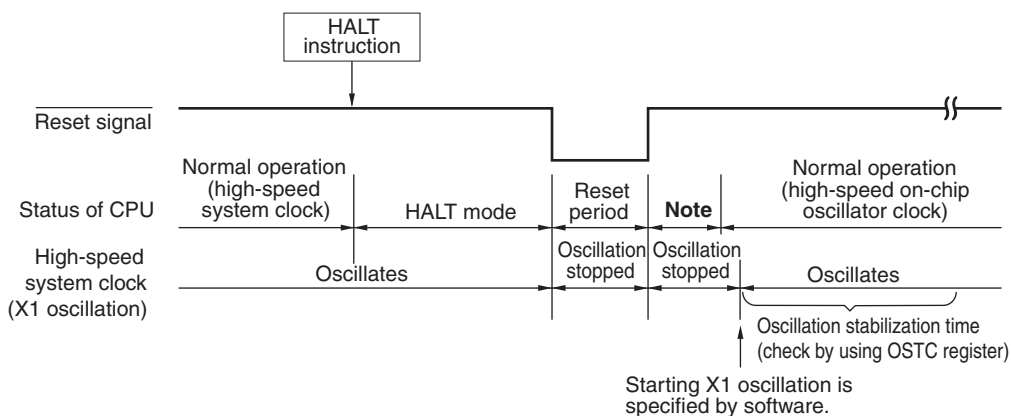 HALT
instruction
Reset signal
Normal operation
(high-speed
system clock)
Status of CPU
HALT mode
Reset
period
Note
Normal operation
(high-speed on-chip
oscillator clock)
High-speed
system clock
(X1 oscillation)
Oscillates
Oscillation
stopped
Oscillation
stopped
Oscillates
Oscillation stabilization time
(check by using OSTC register)
Starting X1 oscillation is
specified by software.